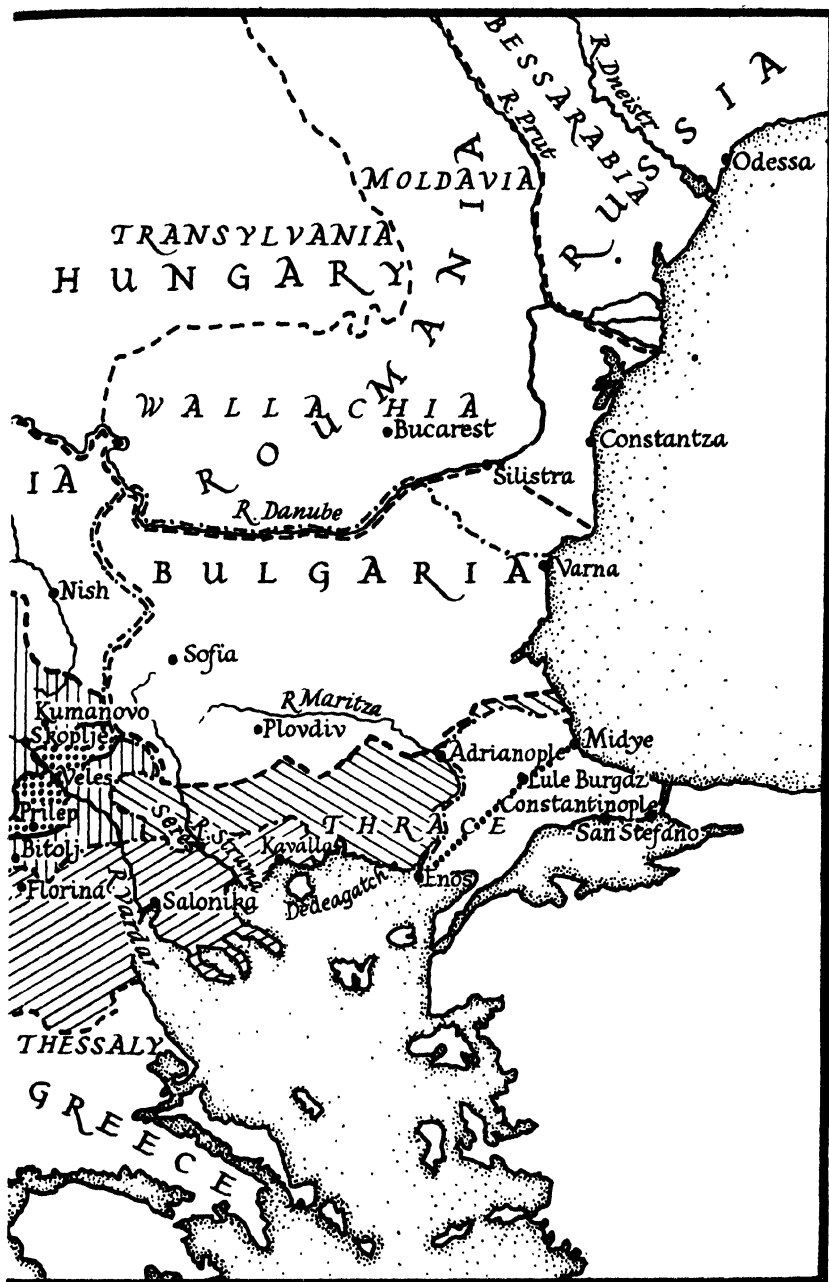 BESSARABIA
R. Dneistr
RUSSIA
R. Prut
Odessa
MOLDAVIA
TRANSYLVANIA
HUNGARY
ROUMANIA
WALLACHIA
Bucarest
Constantza
IA
Silistra
R. Danube
BULGARIA
Varna
Nish
Sofia
R Maritza
Kumanovo
Plovdiv
Skoplje
Adrianople
Midye
Veles
Lule Burgaz
Constantinople
Prilep
Seres
R. Struma
THRACE
San Stefano
Bitolj
Kavalla
Florina
Enos
Dedeagatch
R. Vardar
Salonika
THESSALY
GREECE